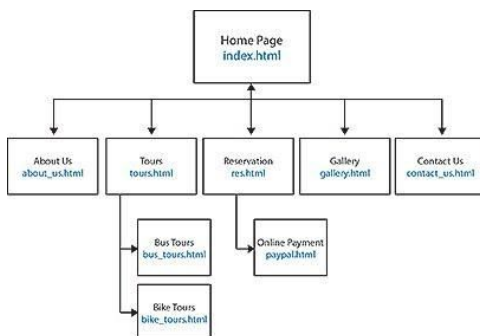 Home Page
index.html
About Us
about_us.html
Tours
tours.html
Reservation
res.html
Gallery
gallery.html
Contact Us
contact_us.html
Bus Tours
bus_tours.html
Online Payment
paypal.html
Bike Tours
bike_tours.html